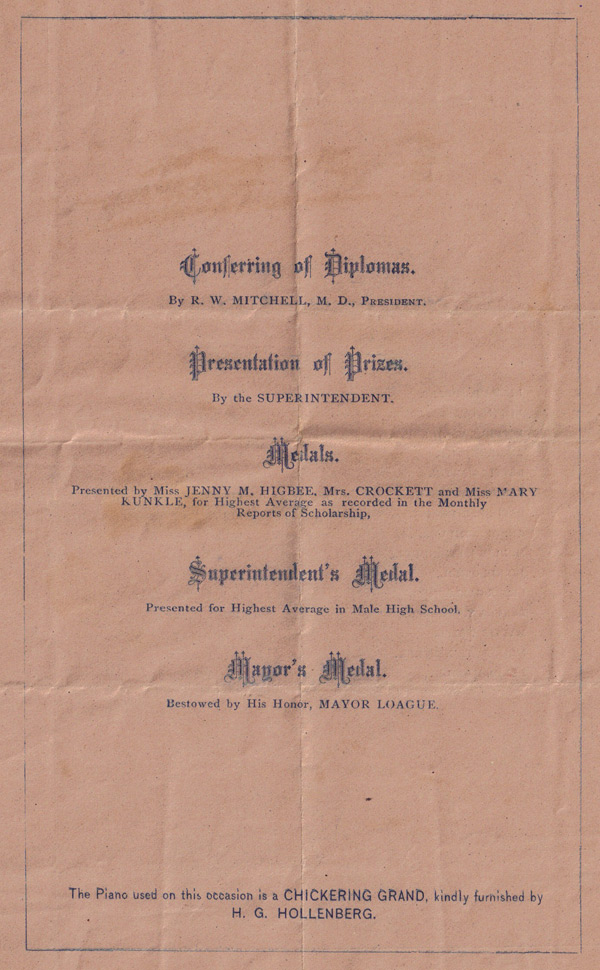 Conferring of Diplomas.
By R. W. MITCHELL, M. D., PRESIDENT.
Presentation of Prizes.
By the SUPERINTENDENT.
Medals.
Presented by Miss JENNY M. HIGBEE, Mrs. CROCKETT and Miss MARY
KUNKLE, for Highest Average as recorded in the Monthly
Reports of Scholarship,
Superintendent's Medal.
Presented for Highest Average in Male High School.
Mayor's Medal.
Bestowed by His Honor, MAYOR LOAGUE.
The Piano used on this occasion is a CHICKERING GRAND, kindly furnished by
H. G. HOLLENBERG.